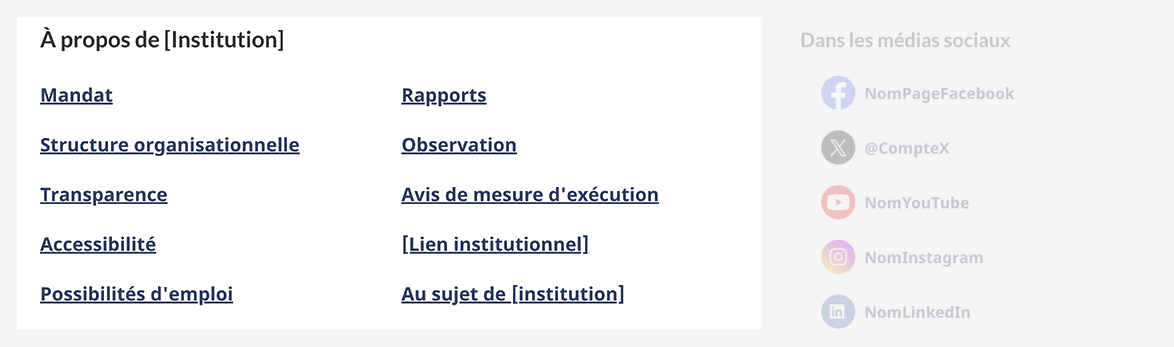 À propos de [Institution]
Mandat
Structure organisationnelle
Transparence
Accessibilité
Possibilités d'emploi
Rapports
Observation
Avis de mesure d'exécution
[Lien institutionnel]
Au sujet de [institution]
Dans les médias sociaux
NomPageFacebook
@CompteX
NomYouTube
NomInstagram
NomLinkedIn